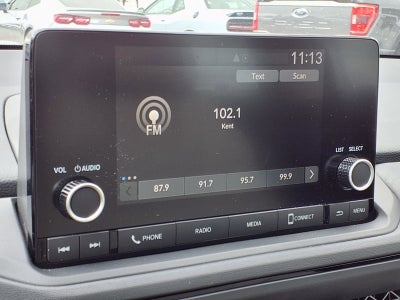 11:13
Text Scan
FM
102.1
Kent
LIST SELECT
VOL AUDIO
87.9 91.7 95.7 99.9
PHONE RADIO MEDIA CONNECT MENU